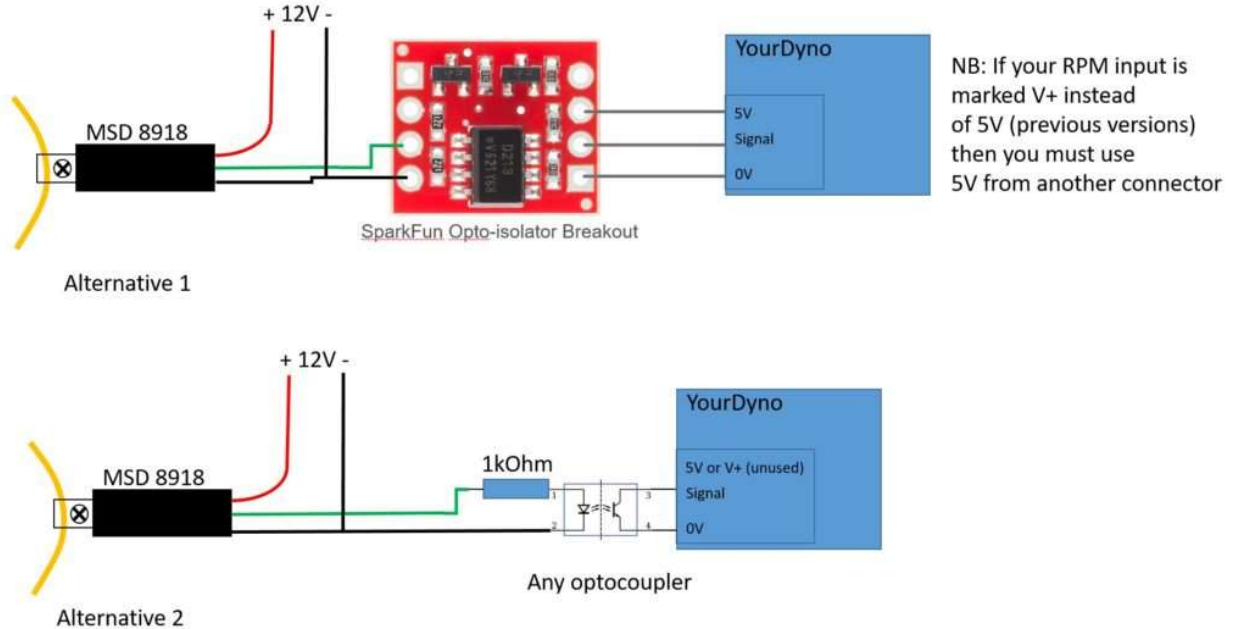 + 12V -
MSD 8918
YourDyno
5V
Signal
0V
NB: If your RPM input is
marked V+ instead
of 5V (previous versions)
then you must use
5V from another connector
SparkFun Opto-isolator Breakout
Alternative 1
+ 12V -
MSD 8918
1kOhm
1
2
3
4
YourDyno
5V or V+ (unused)
Signal
0V
Any optocoupler
Alternative 2